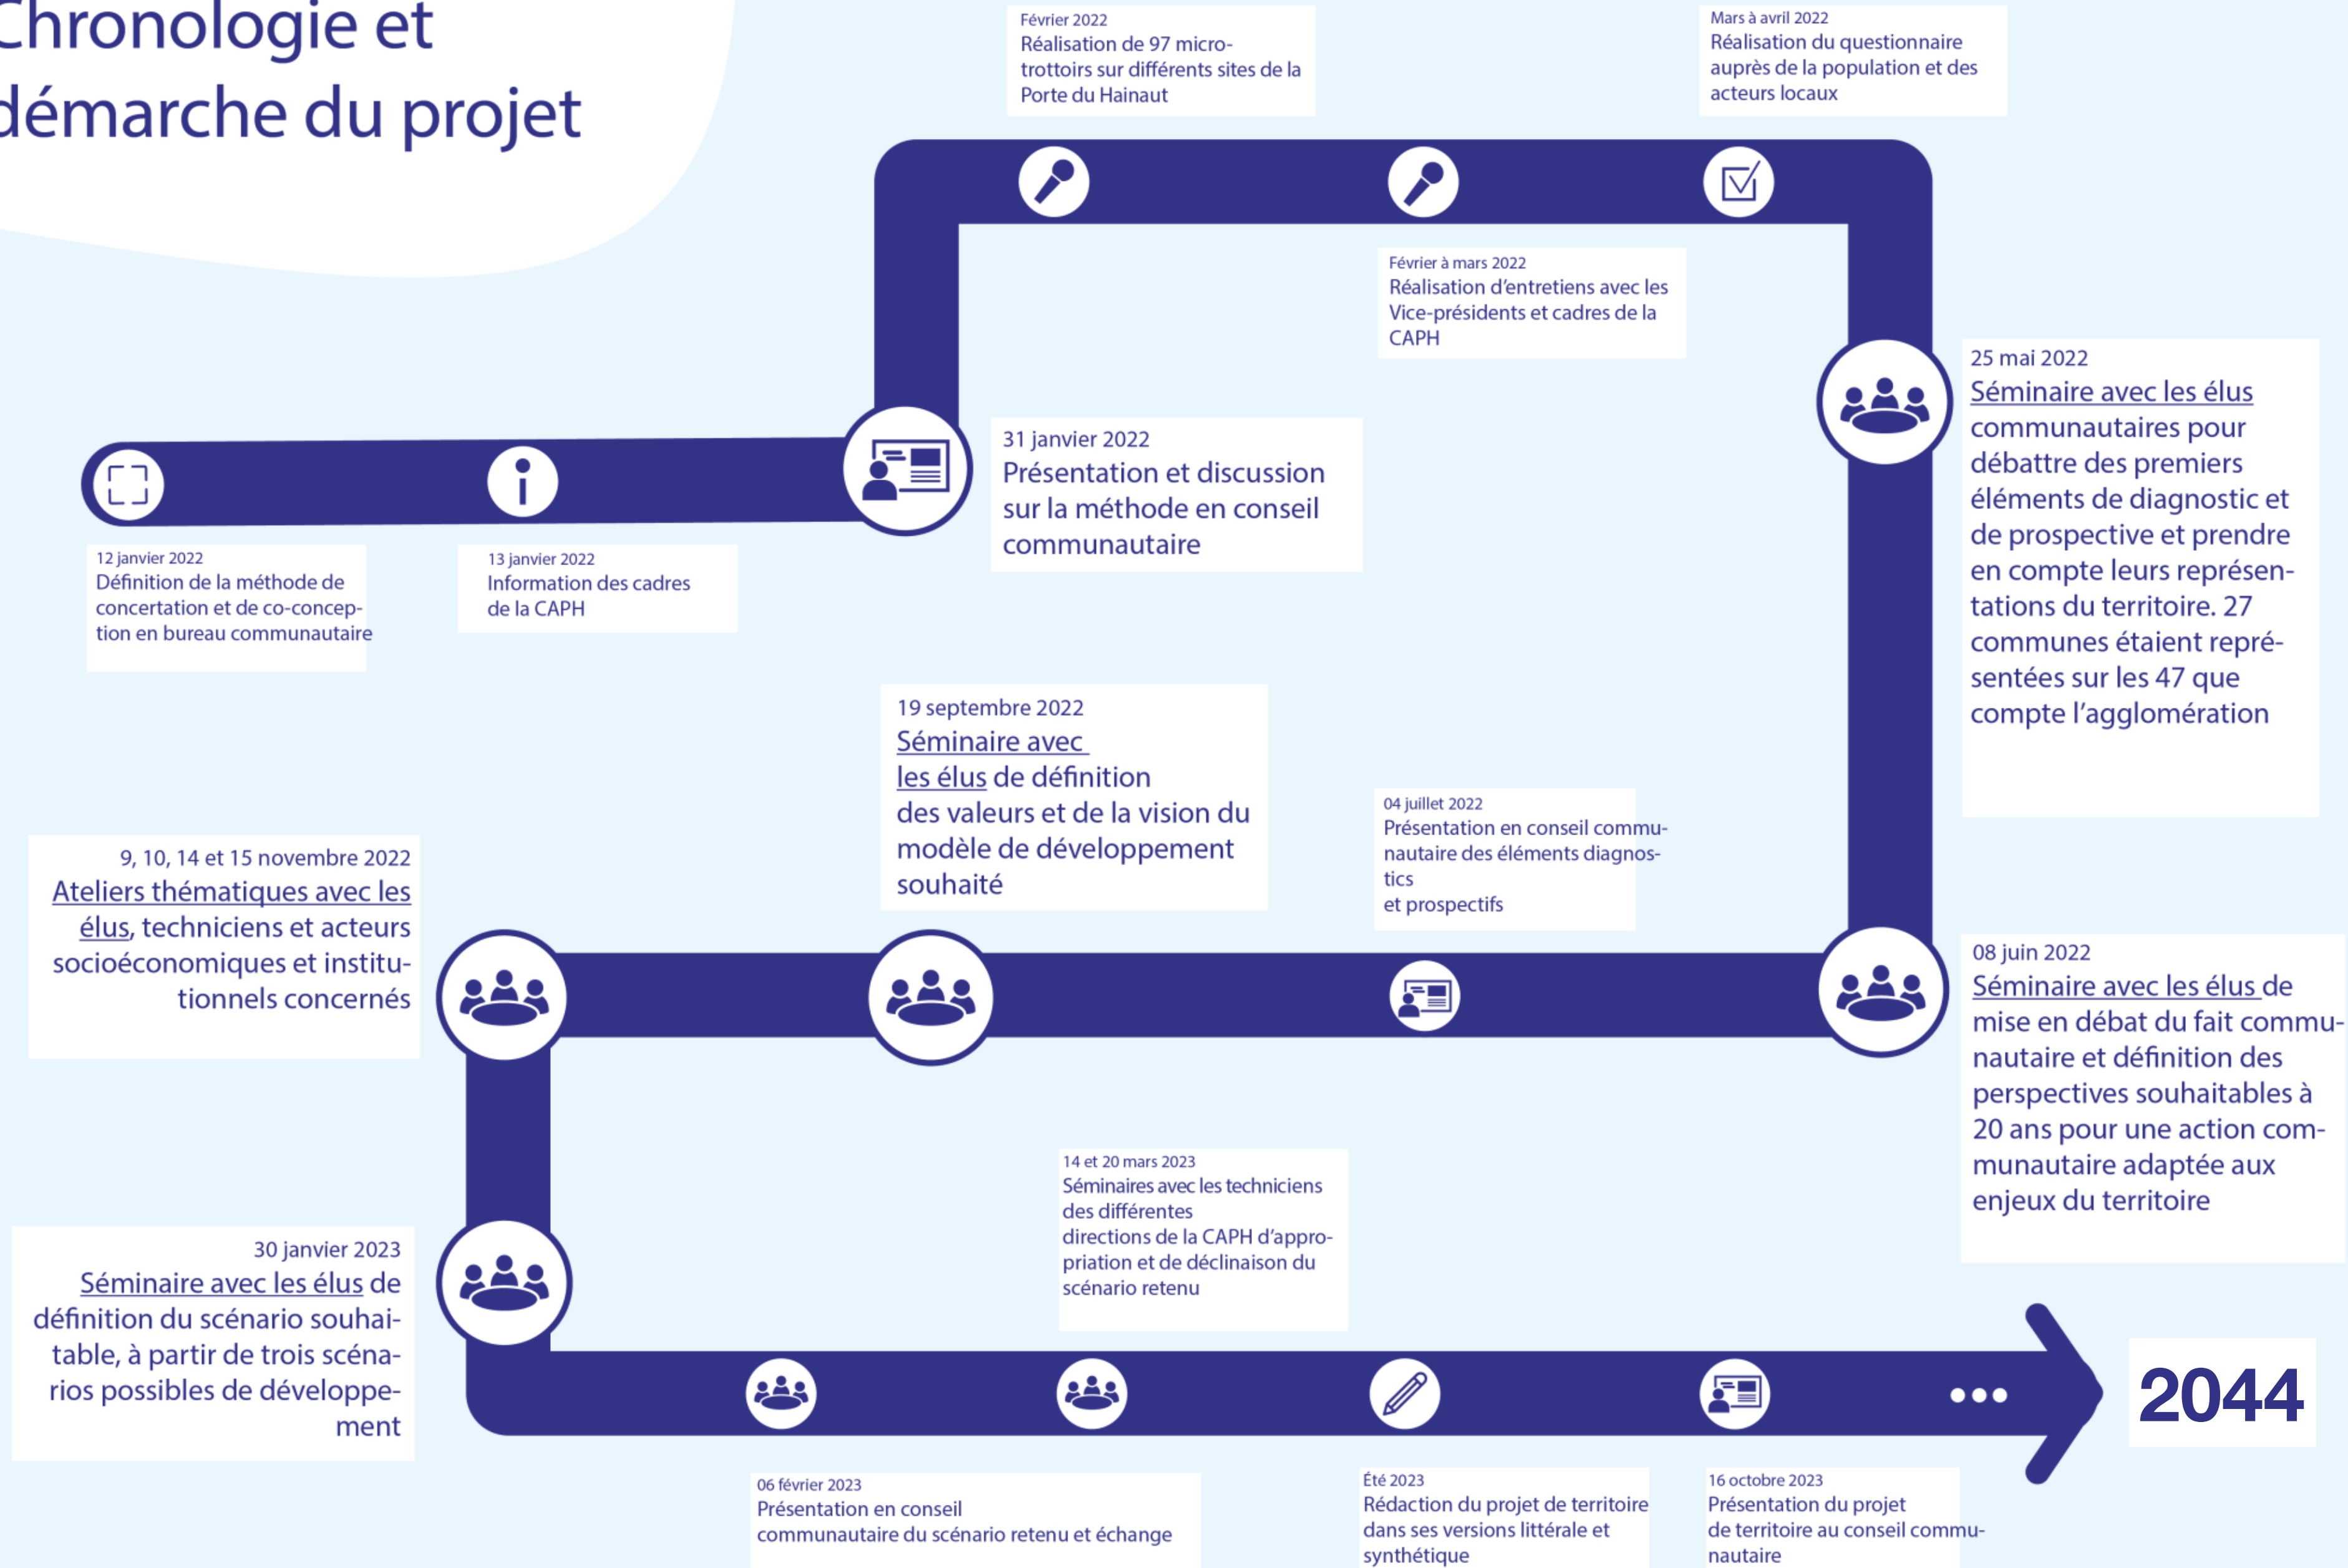 Chronologie et
démarche du projet
12 janvier 2022
Définition de la méthode de
concertation et de co-concep-
tion en bureau communautaire
13 janvier 2022
Information des cadres
de la CAPH
31 janvier 2022
Présentation et discussion
sur la méthode en conseil
communautaire
Février 2022
Réalisation de 97 micro-
trottoirs sur différents sites de la
Porte du Hainaut
Février à mars 2022
Réalisation d'entretiens avec les
Vice-présidents et cadres de la
CAPH
Mars à avril 2022
Réalisation du questionnaire
auprès de la population et des
acteurs locaux
25 mai 2022
Séminaire avec les élus
communautaires pour
débattre des premiers
éléments de diagnostic et
de prospective et prendre
en compte leurs représen-
tations du territoire. 27
communes étaient repré-
sentées sur les 47 que
compte l'agglomération
08 juin 2022
Séminaire avec les élus de
mise en débat du fait commu-
nautaire et définition des
perspectives souhaitables à
20 ans pour une action com-
munautaire adaptée aux
enjeux du territoire
04 juillet 2022
Présentation en conseil commu-
nautaire des éléments diagnos-
tics
et prospectifs
19 septembre 2022
Séminaire avec
les élus de définition
des valeurs et de la vision du
modèle de développement
souhaité
9, 10, 14 et 15 novembre 2022
Ateliers thématiques avec les
élus, techniciens et acteurs
socioéconomiques et institu-
tionnels concernés
30 janvier 2023
Séminaire avec les élus de
définition du scénario souhai-
table, à partir de trois scéna-
rios possibles de développe-
ment
06 février 2023
Présentation en conseil
communautaire du scénario retenu et échange
14 et 20 mars 2023
Séminaires avec les techniciens
des différentes
directions de la CAPH d'appro-
priation et de déclinaison du
scénario retenu
Été 2023
Rédaction du projet de territoire
dans ses versions littérale et
synthétique
16 octobre 2023
Présentation du projet
de territoire au conseil commu-
nautaire
2044